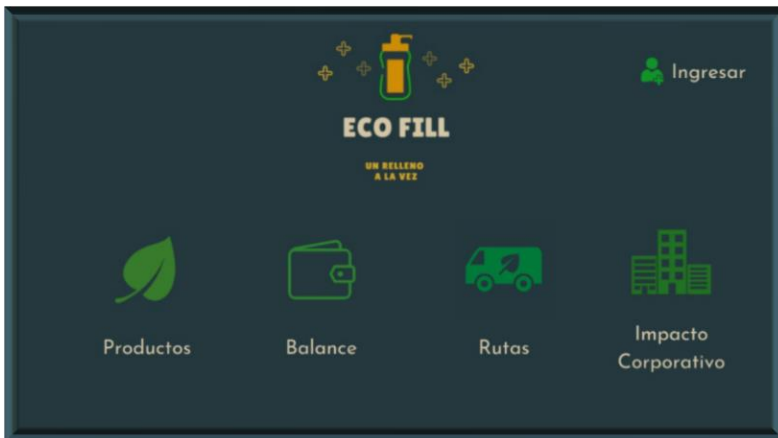 Ingresar
ECO FILL
UN RELLENO
A LA VEZ
Productos
Balance
Rutas
Impacto
Corporativo